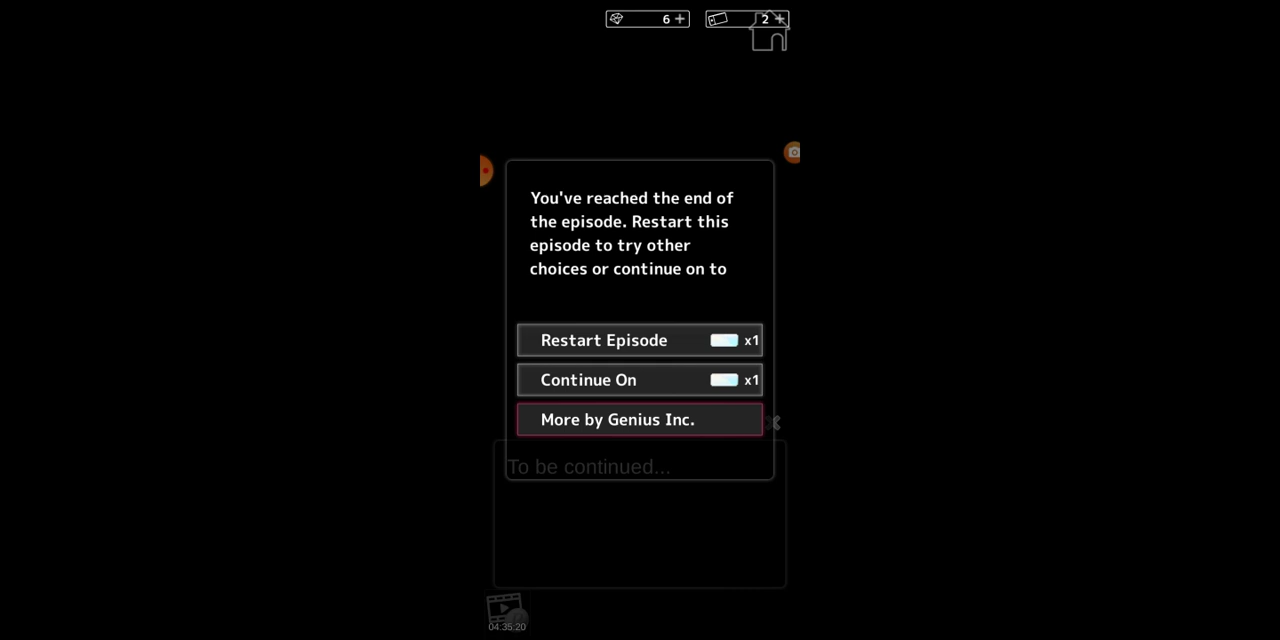 6 +
2 +
You've reached the end of
the episode. Restart this
episode to try other
choices or continue on to
Restart Episode x1
Continue On x1
More by Genius Inc.
To be continued...
04:35:20